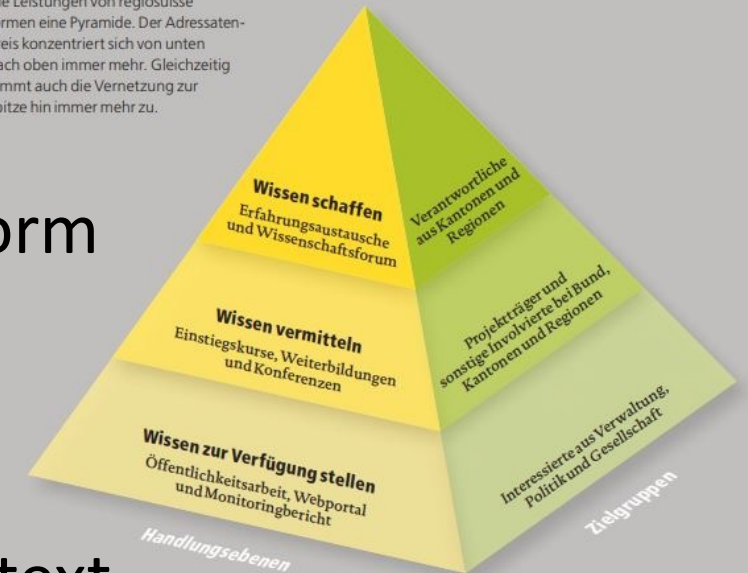 e Leistungen von regiosuisse
rmen eine Pyramide. Der Adressaten-
reis konzentriert sich von unten
ach oben immer mehr. Gleichzeitig
mmt auch die Vernetzung zur
pitze hin immer mehr zu.
orm
text
Wissen schaffen
Erfahrungsaustausche
und Wissenschaftsforum
Verantwortliche
aus Kantonen und
Regionen
Wissen vermitteln
Einstiegskurse, Weiterbildungen
und Konferenzen
Projektträger und
sonstige Involvierte bei Bund,
Kantonen und Regionen
Wissen zur Verfügung stellen
Öffentlichkeitsarbeit, Webportal
und Monitoringbericht
Interessierte aus Verwaltung,
Politik und Gesellschaft
Handlungsebenen
Zielgruppen